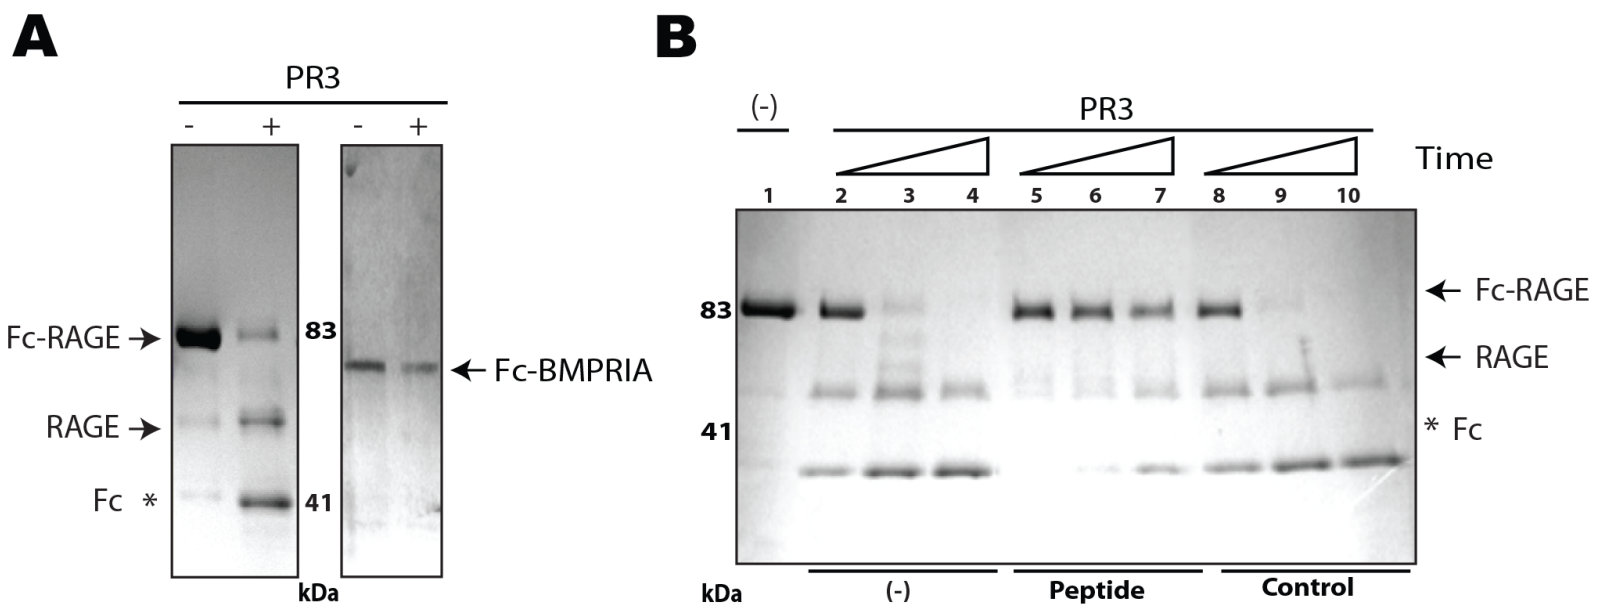 A
PR3
- + - +
Fc-RAGE
83
Fc-BMPRIA
RAGE
Fc *
41
kDa
B
(-) PR3
Time
1 2 3 4 5 6 7 8 9 10
Fc-RAGE
83
RAGE
41
* Fc
kDa
(-) Peptide Control